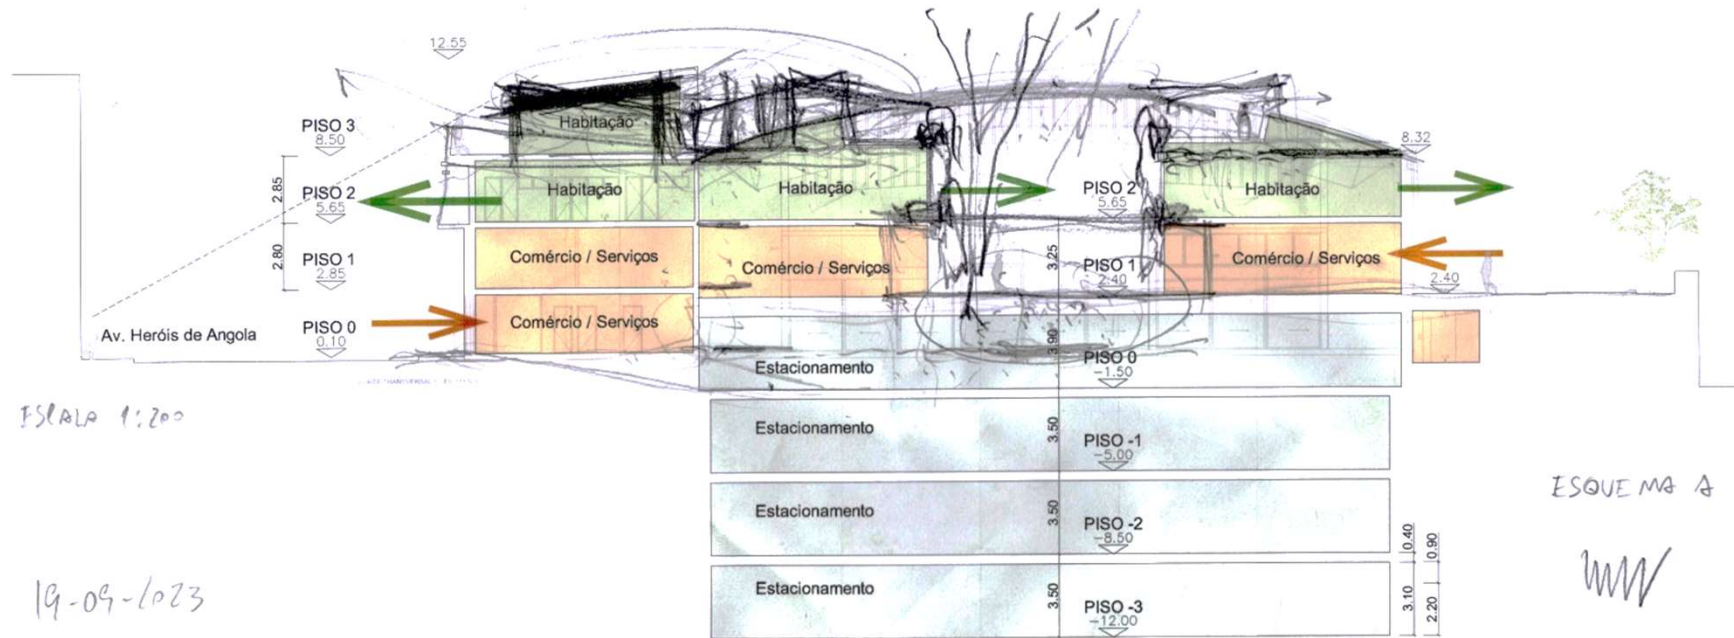 12.55
PISO 3
8.50
Habitação
8.32
2.85
PISO 2
5.65
Habitação
Habitação
PISO 2
5.65
Habitação
2.80
PISO 1
2.85
Comércio / Serviços
Comércio / Serviços
3.25
PISO 1
2.40
Comércio / Serviços
2.40
Av. Heróis de Angola
PISO 0
0.10
Comércio / Serviços
3.90
Estacionamento
PISO 0
-1.50
ESCALA 1:200
Estacionamento
3.50
PISO -1
-5.00
ESQUEMA A
Estacionamento
3.50
PISO -2
-8.50
0.40
0.90
19-09-2023
Estacionamento
3.50
PISO -3
-12.00
3.10
2.20